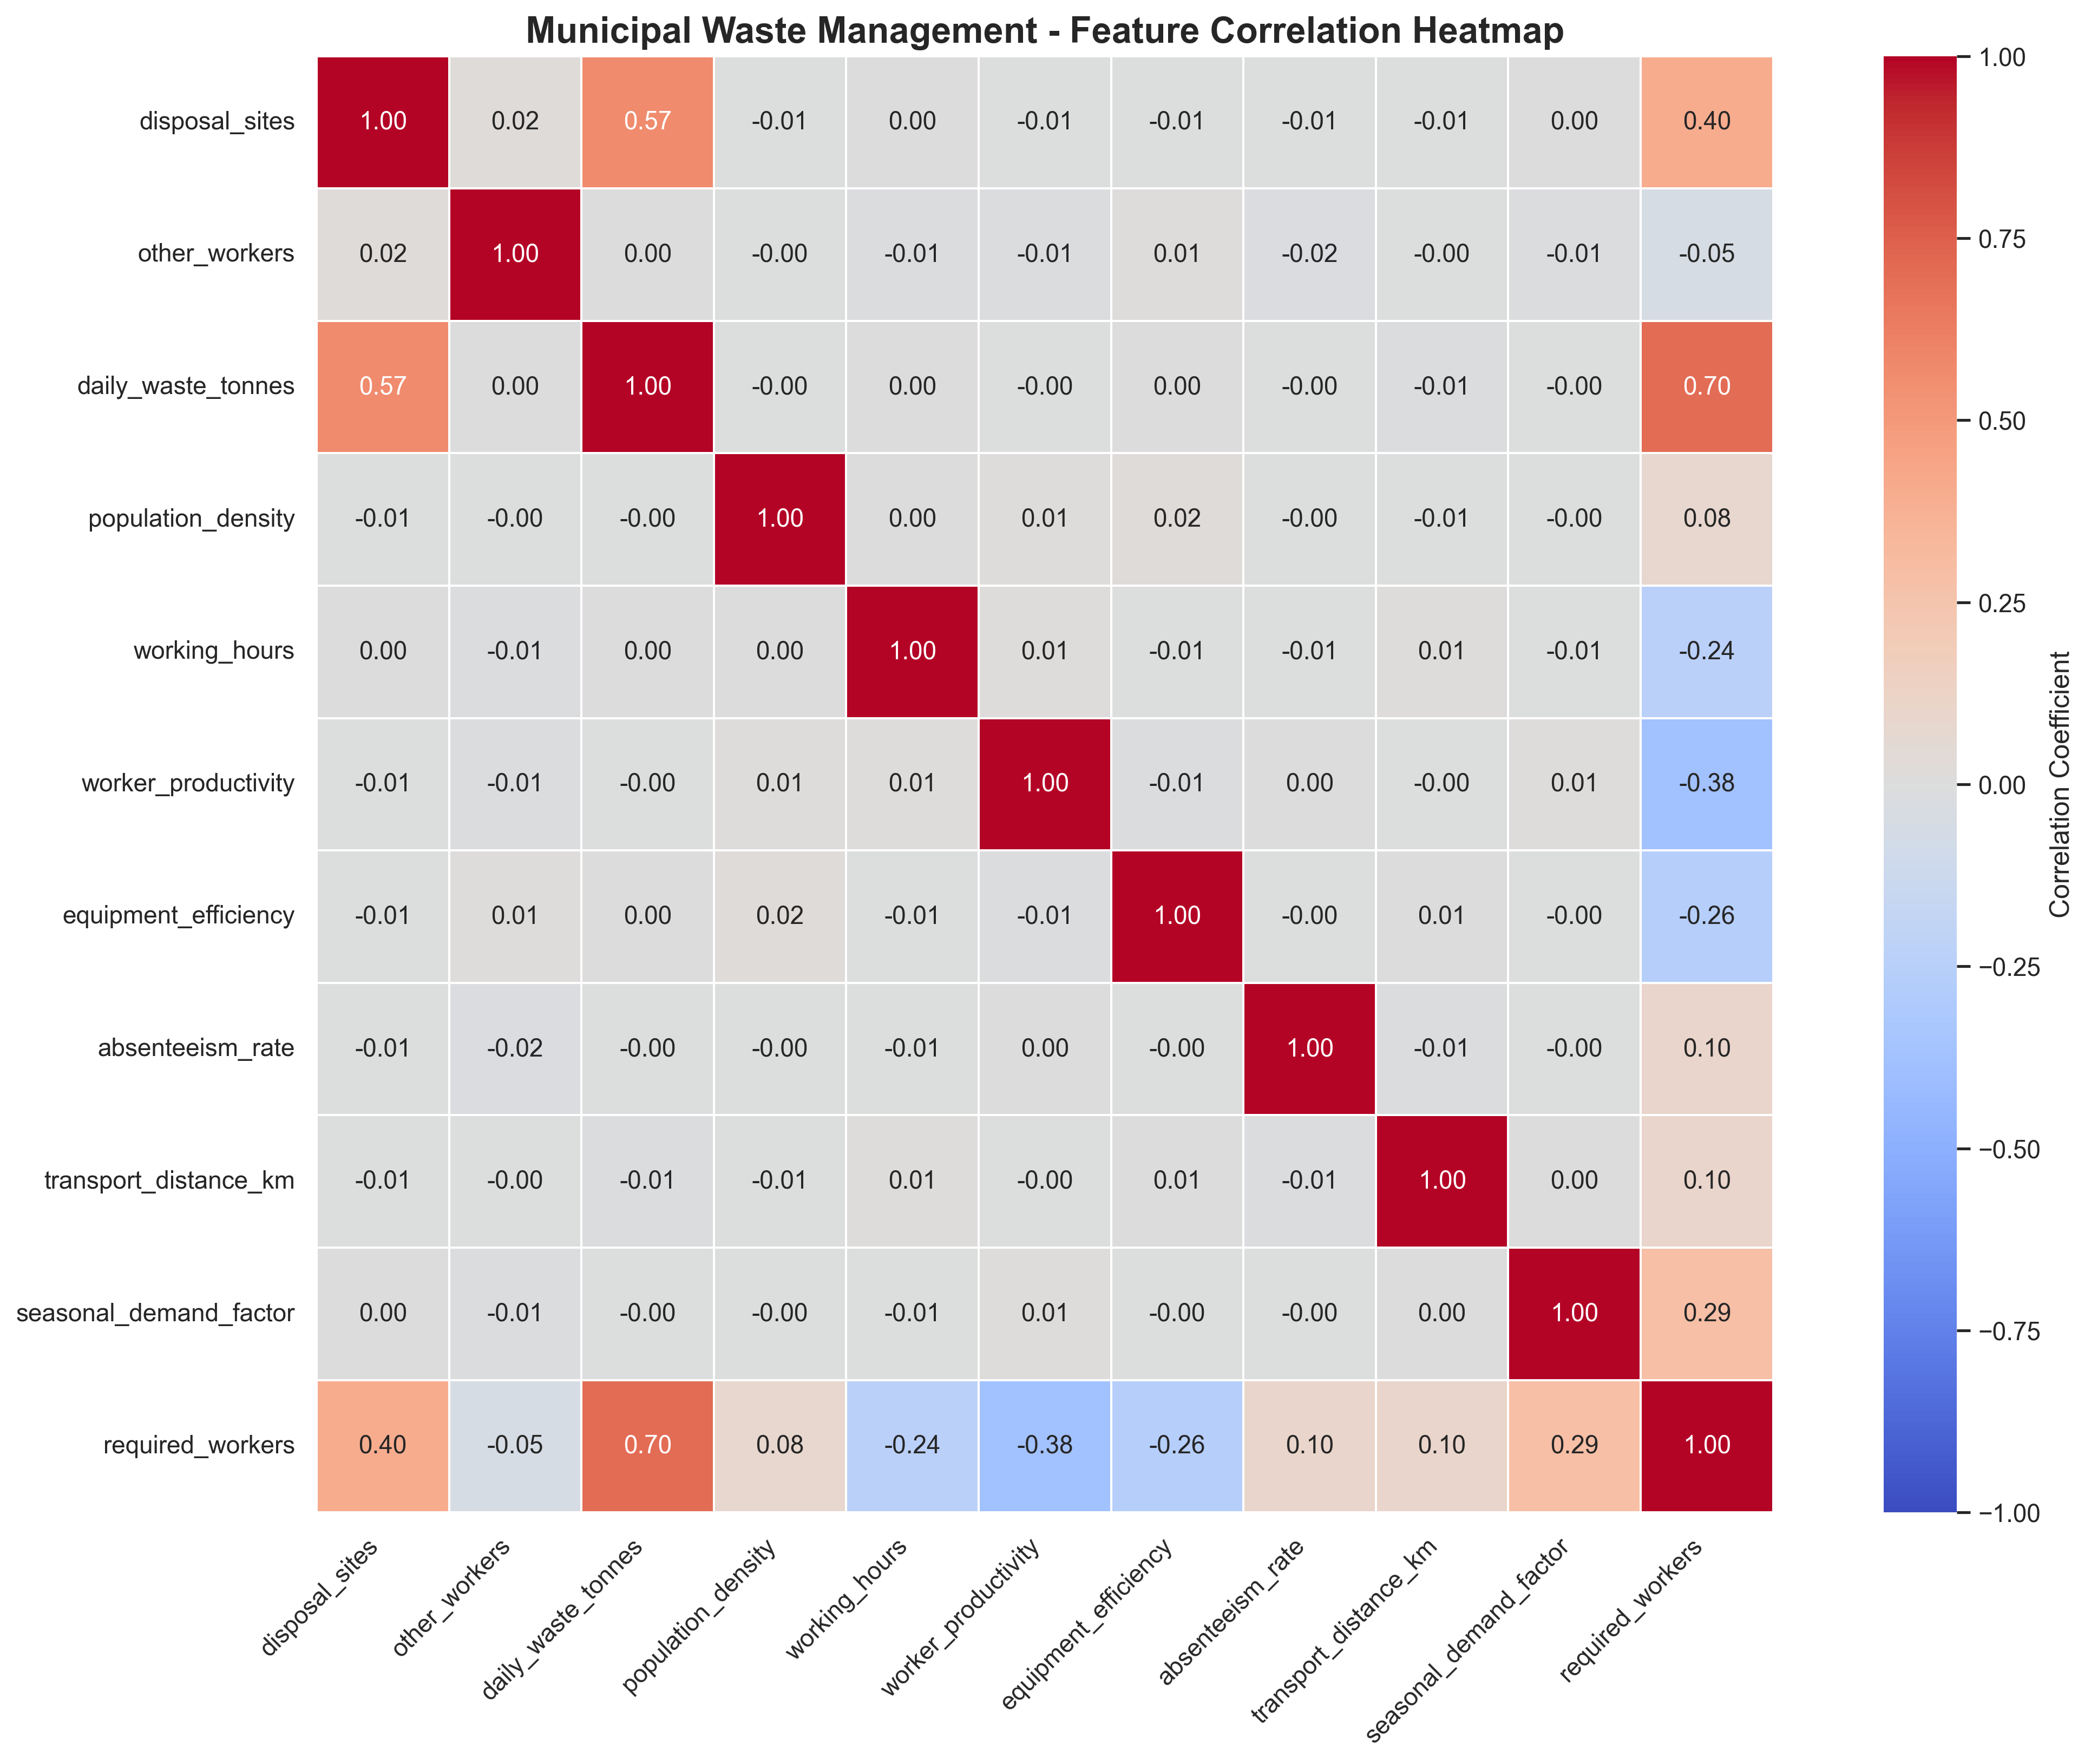 Municipal Waste Management - Feature Correlation Heatmap
disposal_sites 1.00 0.02 0.57 -0.01 0.00 -0.01 -0.01 -0.01 -0.01 0.00 0.40
other_workers 0.02 1.00 0.00 -0.00 -0.01 -0.01 0.01 -0.02 -0.00 -0.01 -0.05
daily_waste_tonnes 0.57 0.00 1.00 -0.00 0.00 -0.00 0.00 -0.00 -0.01 -0.00 0.70
population_density -0.01 -0.00 -0.00 1.00 0.00 0.01 0.02 -0.00 -0.01 -0.00 0.08
working_hours 0.00 -0.01 0.00 0.00 1.00 0.01 -0.01 -0.01 0.01 -0.01 -0.24
worker_productivity -0.01 -0.01 -0.00 0.01 0.01 1.00 -0.01 0.00 -0.00 0.01 -0.38
equipment_efficiency -0.01 0.01 0.00 0.02 -0.01 -0.01 1.00 -0.00 0.01 -0.00 -0.26
absenteeism_rate -0.01 -0.02 -0.00 -0.00 -0.01 0.00 -0.00 1.00 -0.01 -0.00 0.10
transport_distance_km -0.01 -0.00 -0.01 -0.01 0.01 -0.00 0.01 -0.01 1.00 0.00 0.10
seasonal_demand_factor 0.00 -0.01 -0.00 -0.00 -0.01 0.01 -0.00 -0.00 0.00 1.00 0.29
required_workers 0.40 -0.05 0.70 0.08 -0.24 -0.38 -0.26 0.10 0.10 0.29 1.00
disposal_sites
other_workers
daily_waste_tonnes
population_density
working_hours
worker_productivity
equipment_efficiency
absenteeism_rate
transport_distance_km
seasonal_demand_factor
required_workers
1.00
0.75
0.50
0.25
0.00
−0.25
−0.50
−0.75
−1.00
Correlation Coefficient